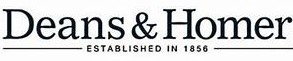 Deans & Homer
ESTABLISHED IN 1856